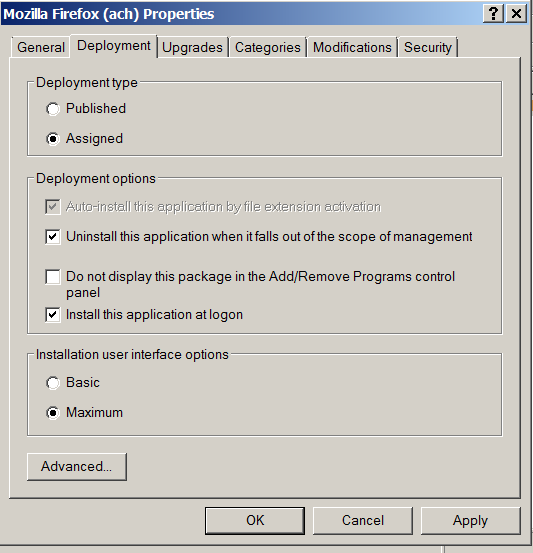 Mozilla Firefox (ach) Properties
General Deployment Upgrades Categories Modifications Security
Deployment type
Published
Assigned
Deployment options
Auto-install this application by file extension activation
Uninstall this application when it falls out of the scope of management
Do not display this package in the Add/Remove Programs control
panel
Install this application at logon
Installation user interface options
Basic
Maximum
Advanced...
OK Cancel Apply